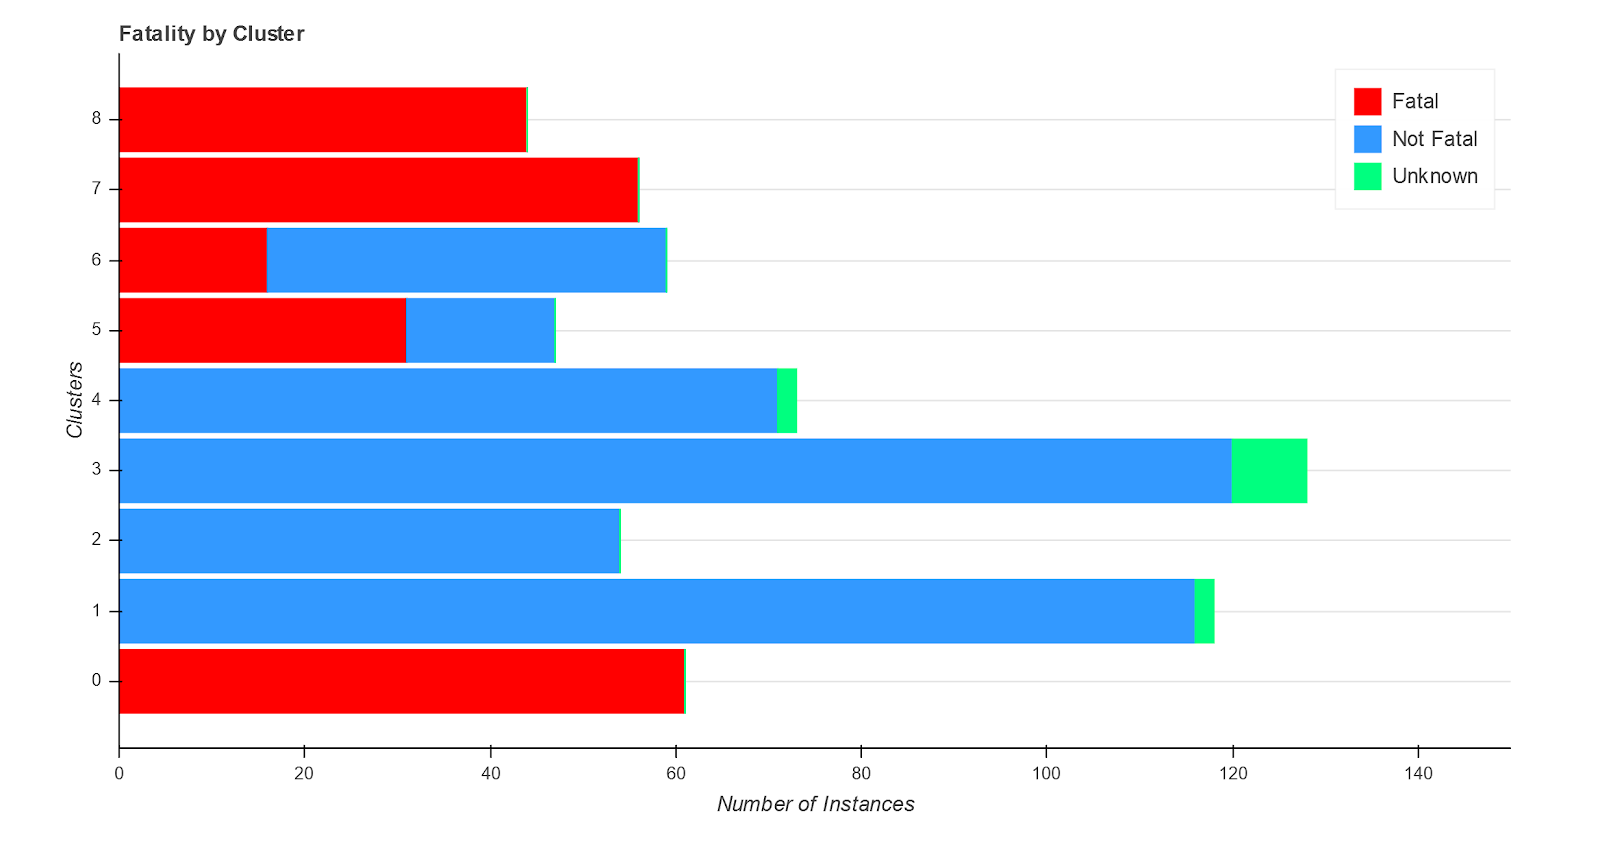 Fatality by Cluster
Fatal
Not Fatal
Unknown
8
7
6
5
4
3
2
1
0
Clusters
0 20 40 60 80 100 120 140
Number of Instances